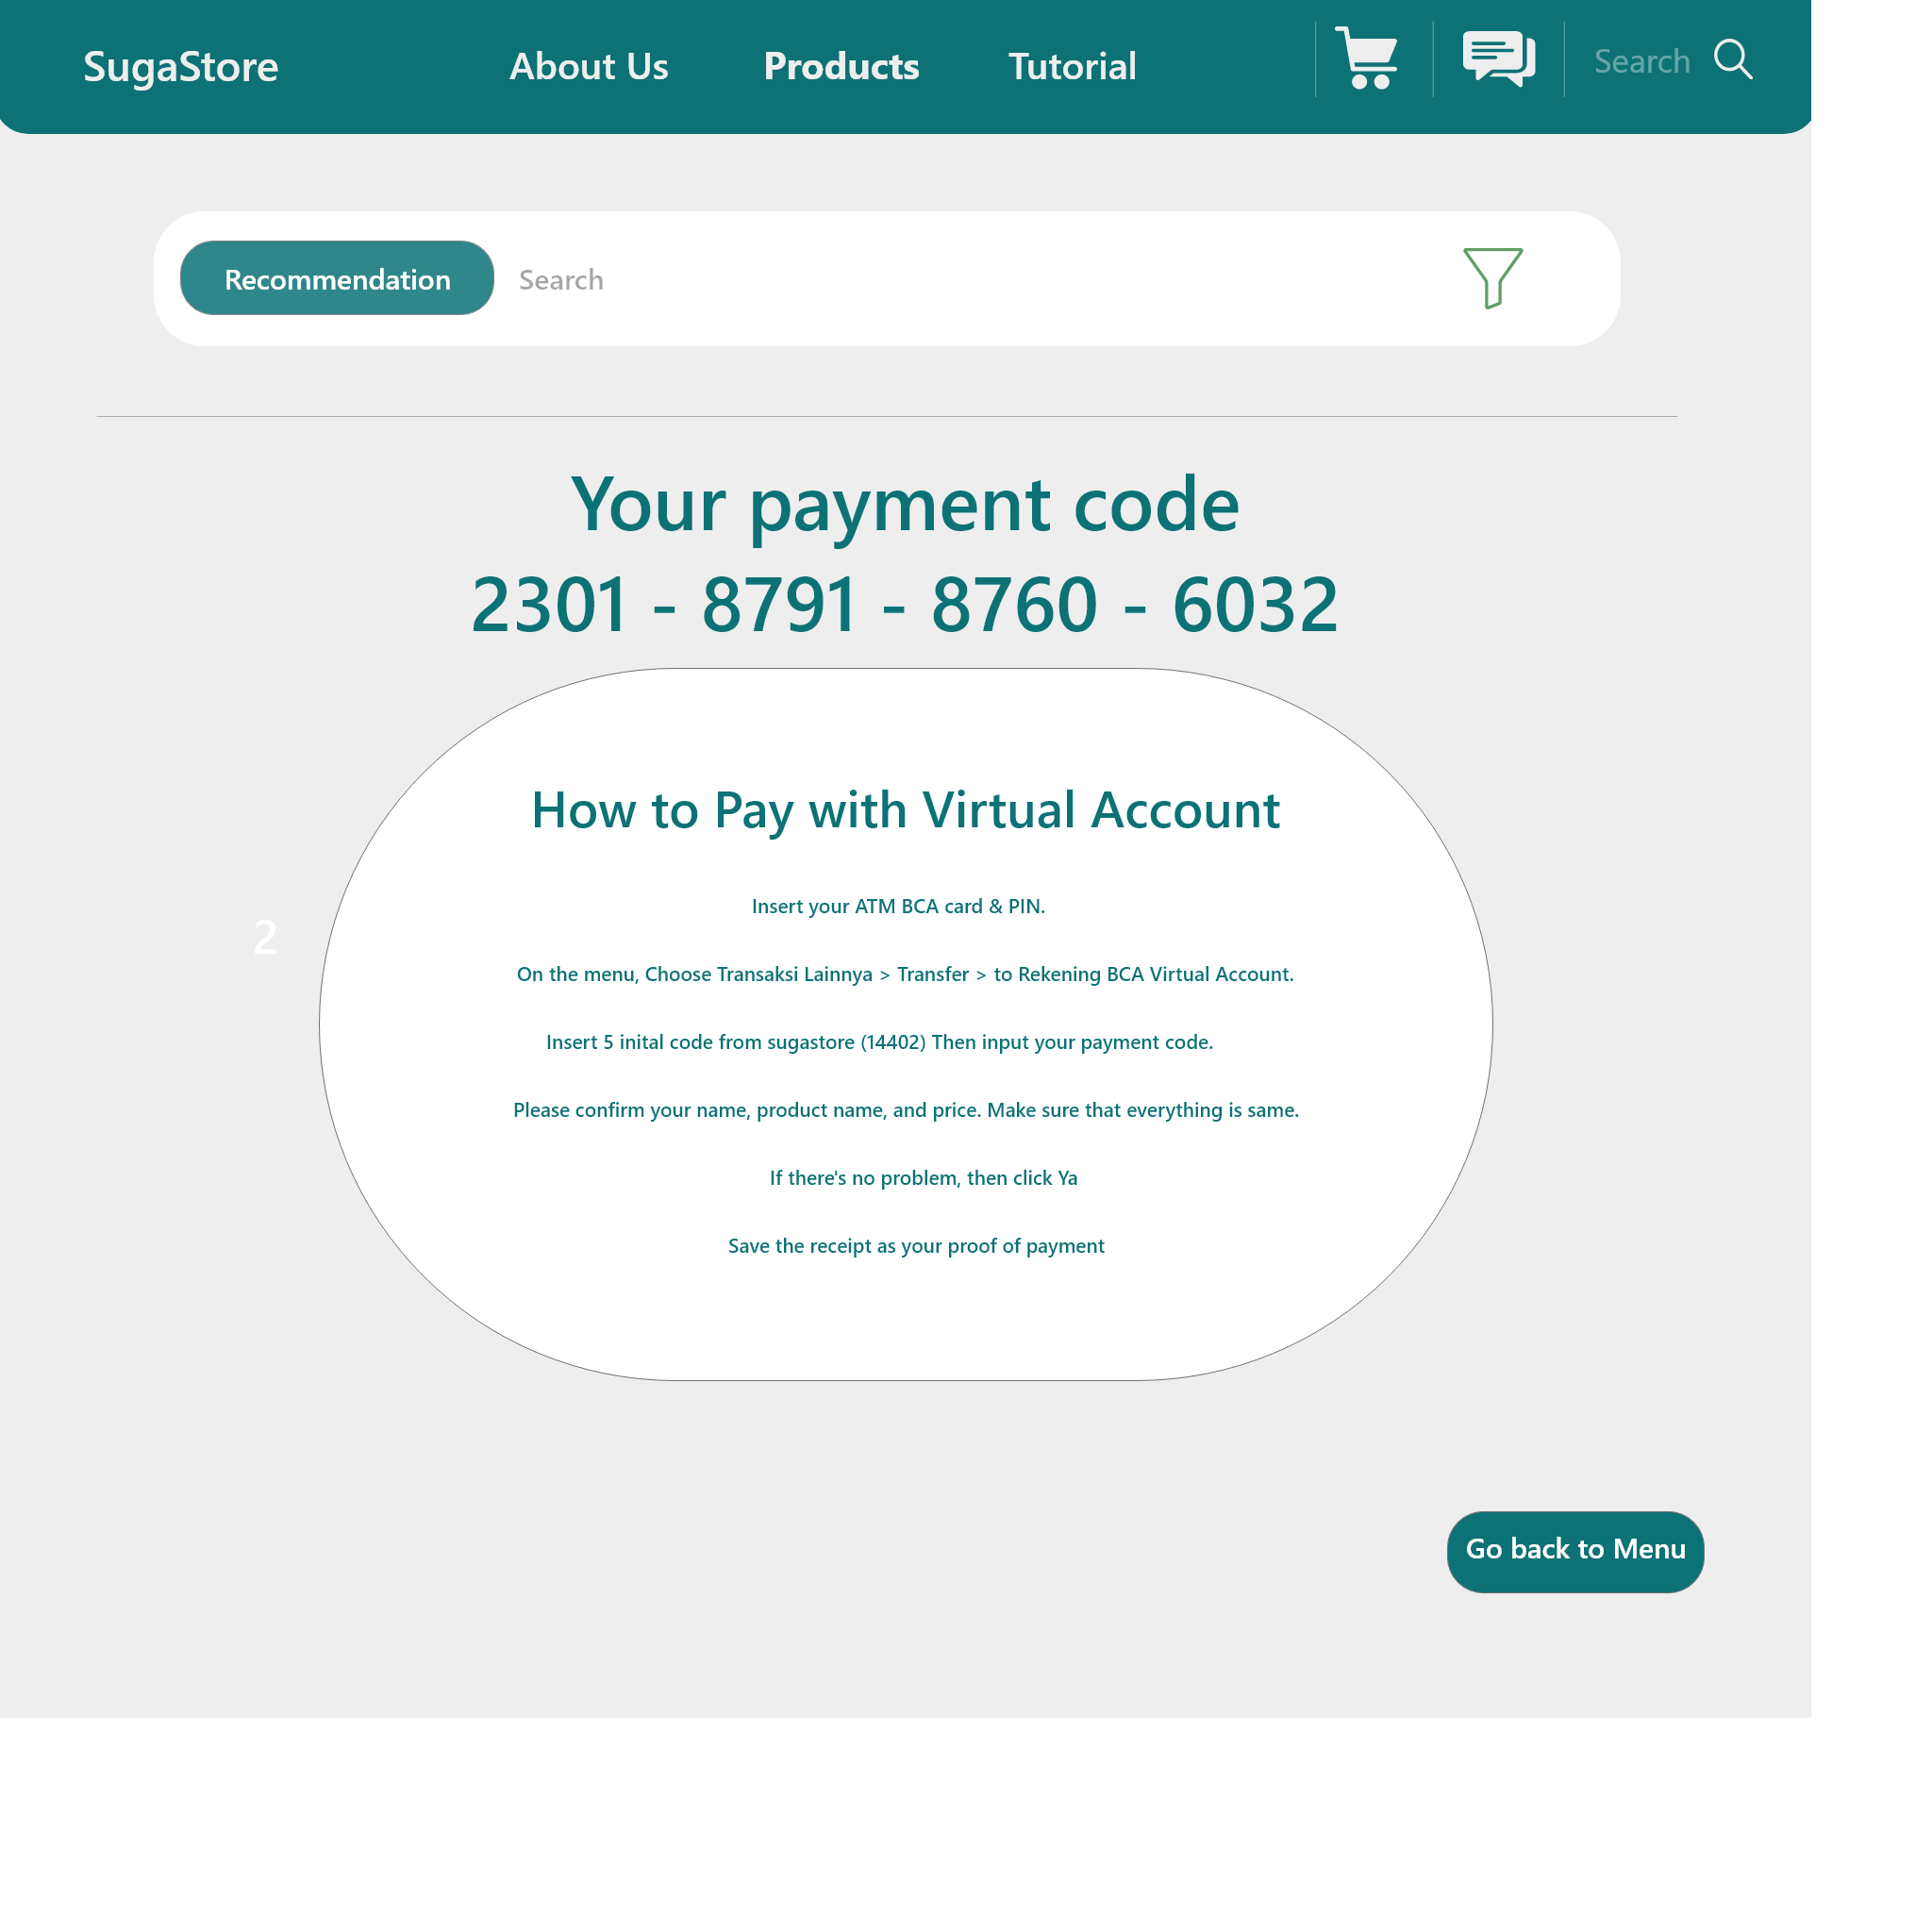 SugaStore About Us Products Tutorial Search
Recommendation Search
Your payment code
2301 - 8791 - 8760 - 6032
How to Pay with Virtual Account
Insert your ATM BCA card & PIN.
2
On the menu, Choose Transaksi Lainnya > Transfer > to Rekening BCA Virtual Account.
Insert 5 inital code from sugastore (14402) Then input your payment code.
Please confirm your name, product name, and price. Make sure that everything is same.
If there's no problem, then click Ya
Save the receipt as your proof of payment
Go back to Menu